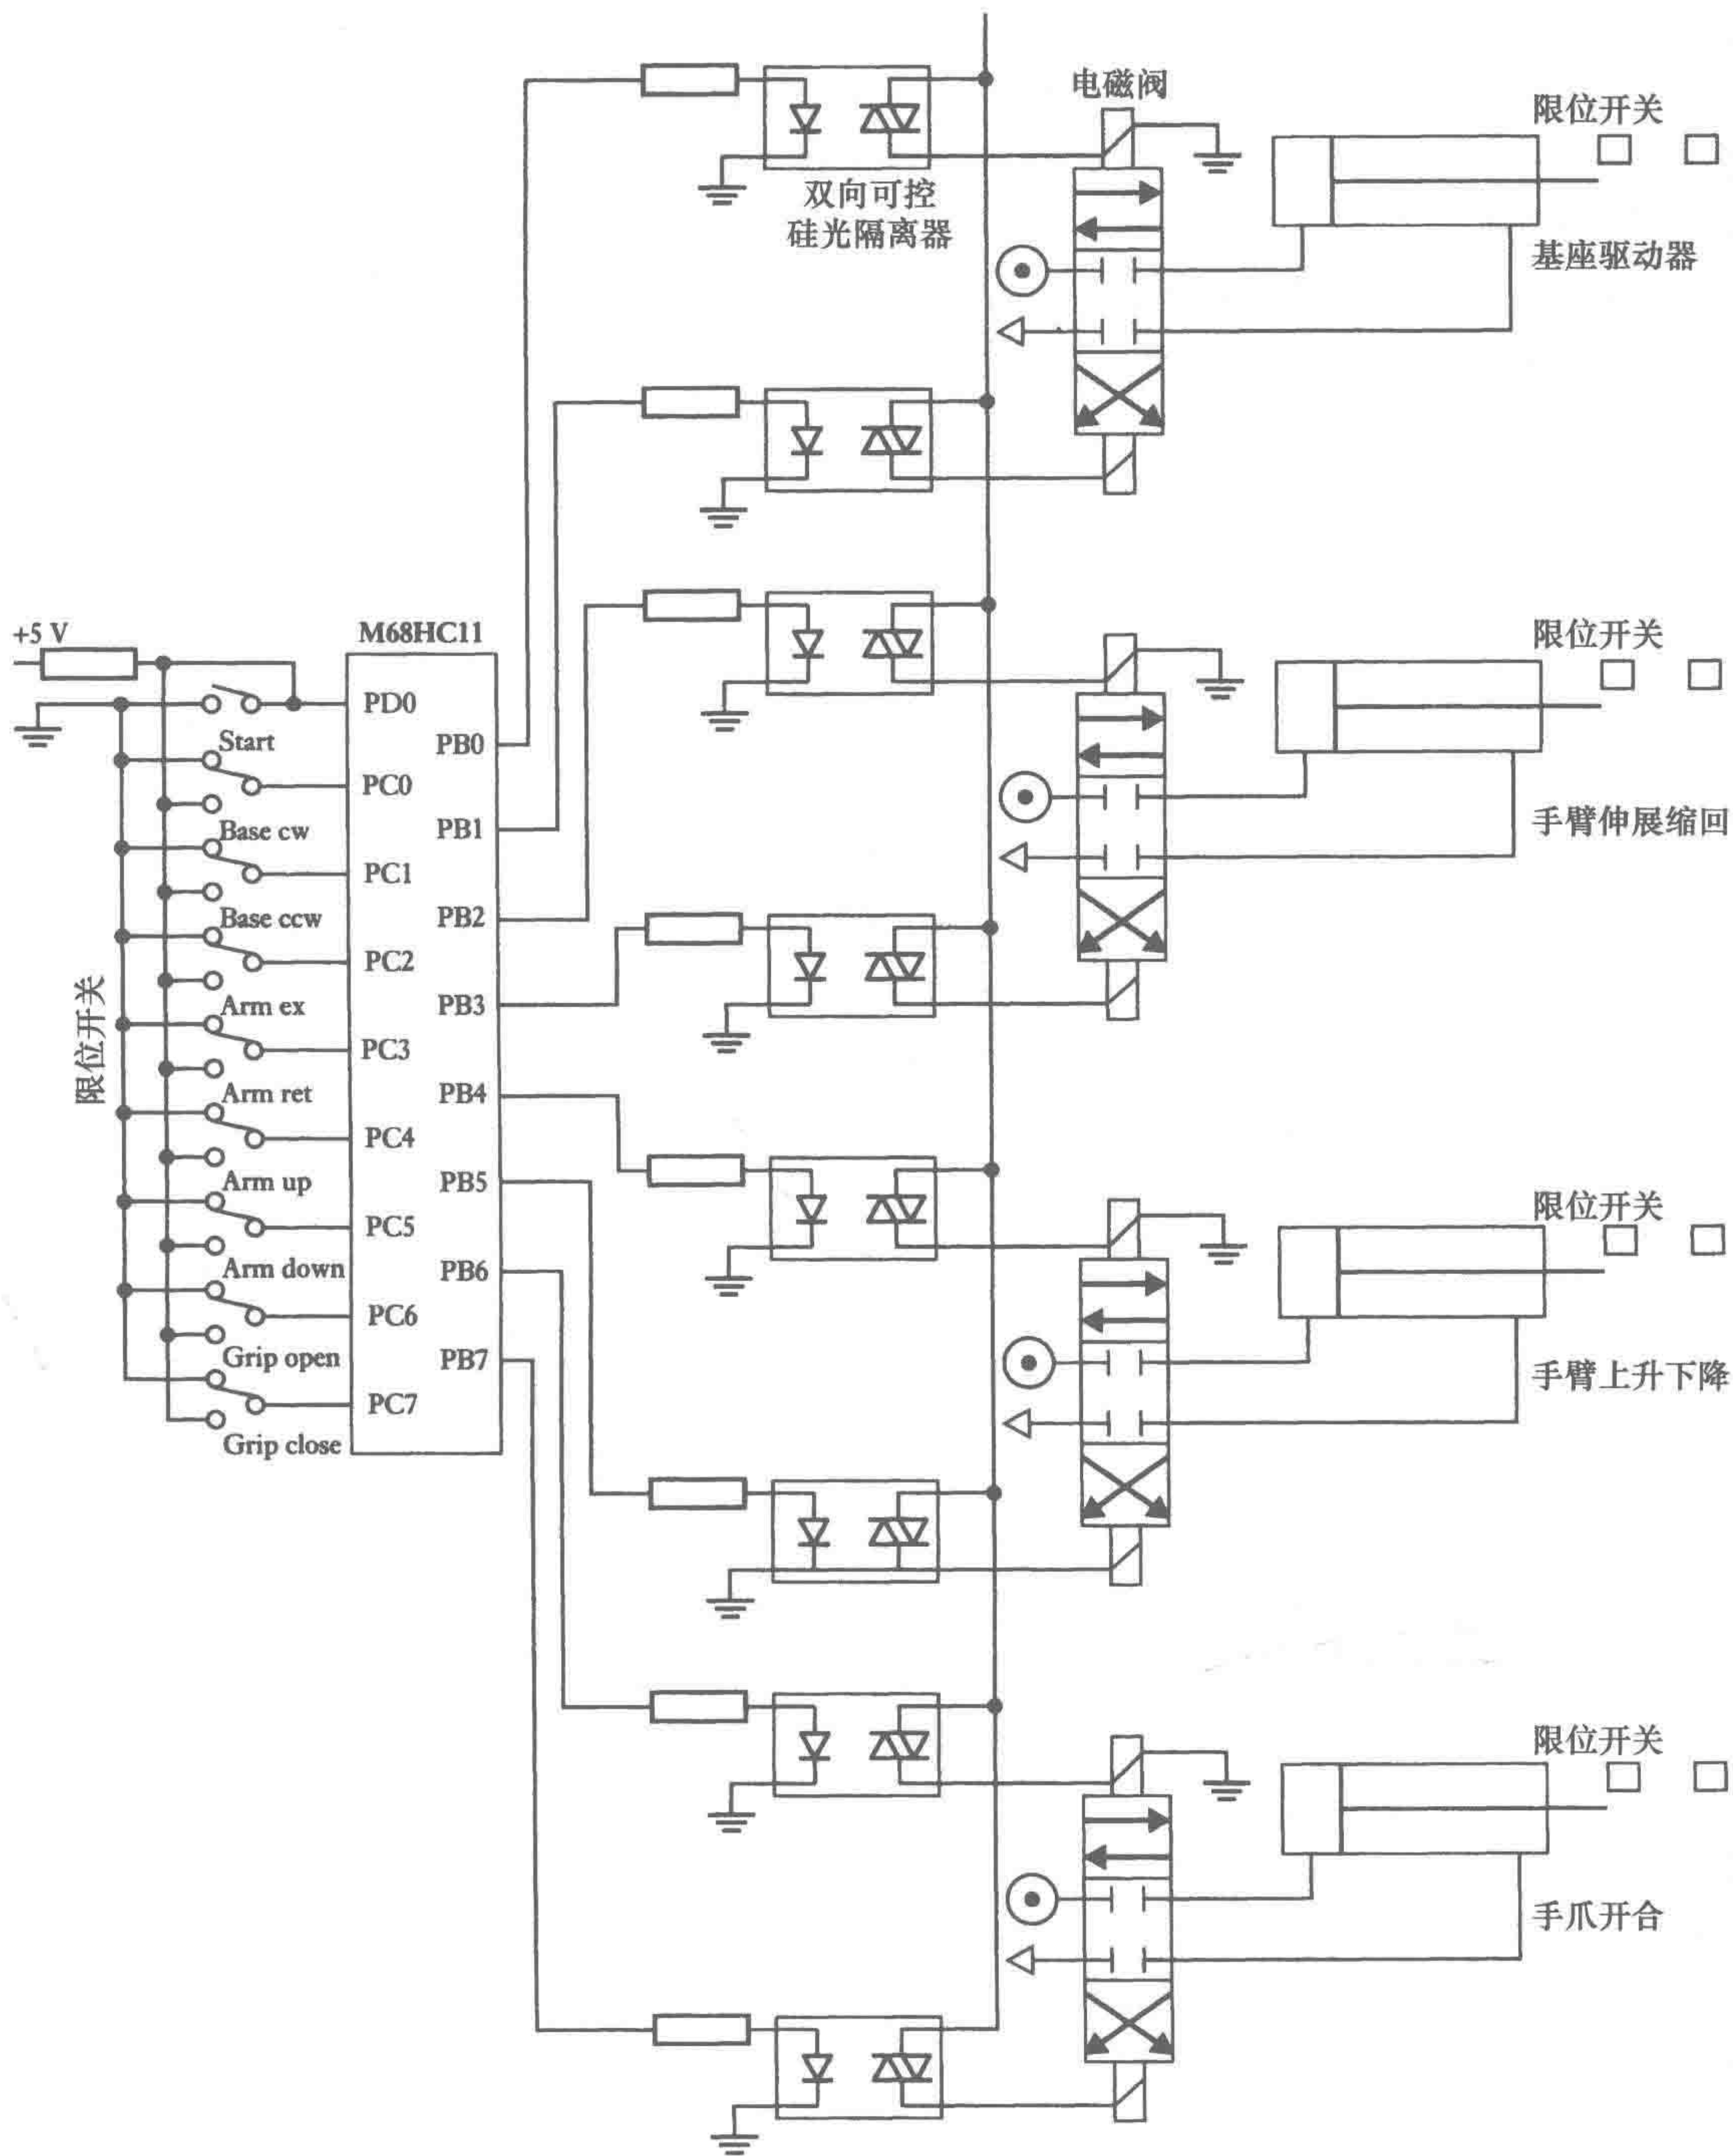 电磁阀
限位开关
双向可控
硅光隔离器
基座驱动器
+5 V
M68HC11
限位开关
PD0
Start
PB0
PC0
Base cw
PB1
手臂伸展缩回
PC1
Base ccw
PB2
PC2
Arm ex
PB3
限位开关
PC3
Arm ret
PB4
PC4
Arm up
PB5
限位开关
PC5
Arm down
PB6
PC6
Grip open
PB7
手臂上升下降
PC7
Grip close
限位开关
手爪开合